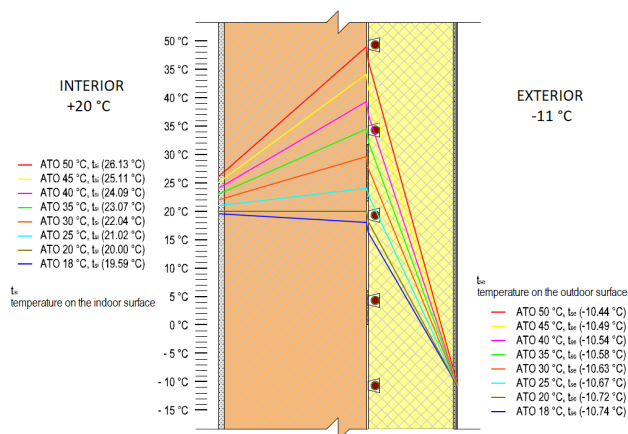 50 °C
45 °C
40 °C
35 °C
30 °C
25 °C
20 °C
15 °C
10 °C
5 °C
0 °C
- 5 °C
- 10 °C
- 15 °C
INTERIOR
+20 °C
ATO 50 °C, tsi (26.13 °C)
ATO 45 °C, tsi (25.11 °C)
ATO 40 °C, tsi (24.09 °C)
ATO 35 °C, tsi (23.07 °C)
ATO 30 °C, tsi (22.04 °C)
ATO 25 °C, tsi (21.02 °C)
ATO 20 °C, tsi (20.00 °C)
ATO 18 °C, tsi (19.59 °C)
tsi
temperature on the indoor surface
EXTERIOR
-11 °C
tse
temperature on the outdoor surface
ATO 50 °C, tse (-10.44 °C)
ATO 45 °C, tse (-10.49 °C)
ATO 40 °C, tse (-10.54 °C)
ATO 35 °C, tse (-10.58 °C)
ATO 30 °C, tse (-10.63 °C)
ATO 25 °C, tse (-10.67 °C)
ATO 20 °C, tse (-10.72 °C)
ATO 18 °C, tse (-10.74 °C)